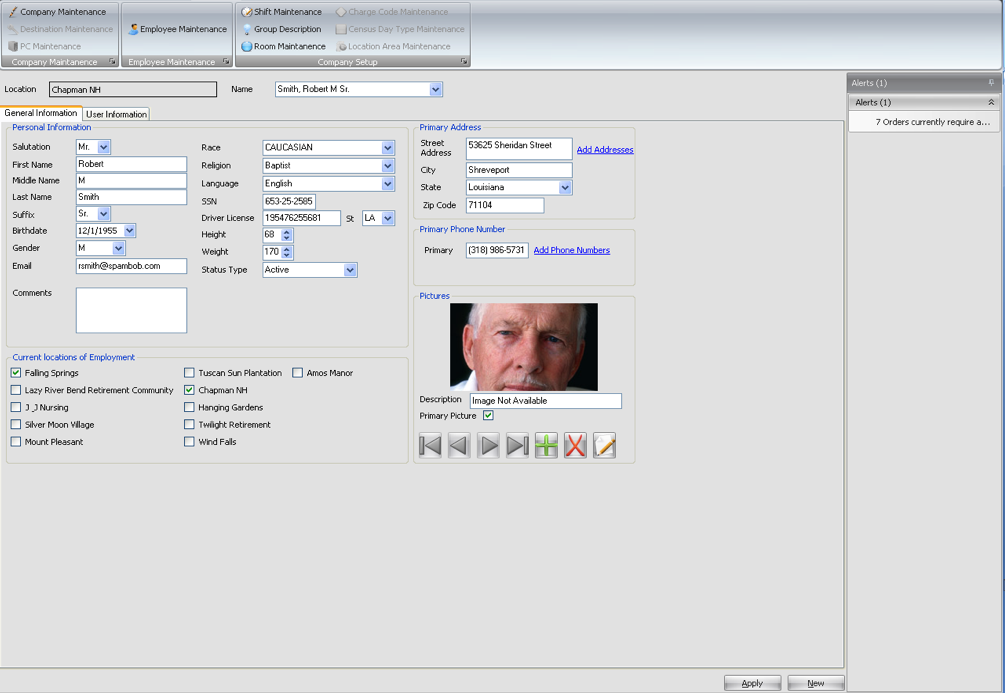 Company Maintenance
Destination Maintenance
PC Maintenance
Company Maintanence
Employee Maintenance
Employee Maintenance
Shift Maintenance
Group Description
Room Maintanence
Charge Code Maintenance
Census Day Type Maintenance
Location Area Maintenance
Company Setup
Location Chapman NH Name Smith, Robert M Sr.
General Information User Information
Personal Information
Salutation Mr.
First Name Robert
Middle Name M
Last Name Smith
Suffix Sr.
Birthdate 12/1/1955
Gender M
Email rsmith@spambob.com
Comments
Race CAUCASIAN
Religion Baptist
Language English
SSN 653-25-2585
Driver License 195476255681 St LA
Height 68
Weight 170
Status Type Active
Current locations of Employment
Falling Springs Tuscan Sun Plantation Amos Manor
Lazy River Bend Retirement Community Chapman NH
J _J Nursing Hanging Gardens
Silver Moon Village Twilight Retirement
Mount Pleasant Wind Falls
Primary Address
Street Address 53625 Sheridan Street Add Addresses
City Shreveport
State Louisiana
Zip Code 71104
Primary Phone Number
Primary (318) 986-5731 Add Phone Numbers
Pictures
Description Image Not Available
Primary Picture
Alerts (1)
Alerts (1)
7 Orders currently require a...
Apply New